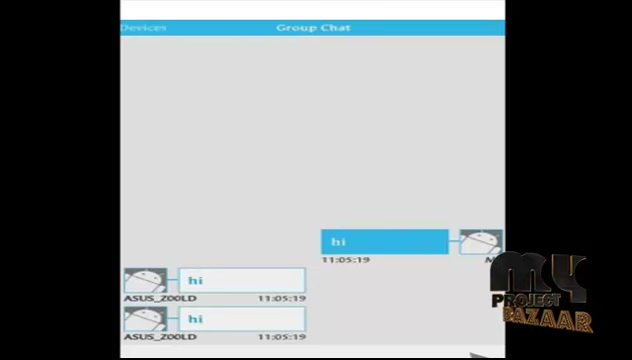 Devices Group Chat
hi
11:05:19
hi
ASUS_Z00LD 11:05:19
hi
ASUS_Z00LD 11:05:19
MY
PROJECT
BAZAAR